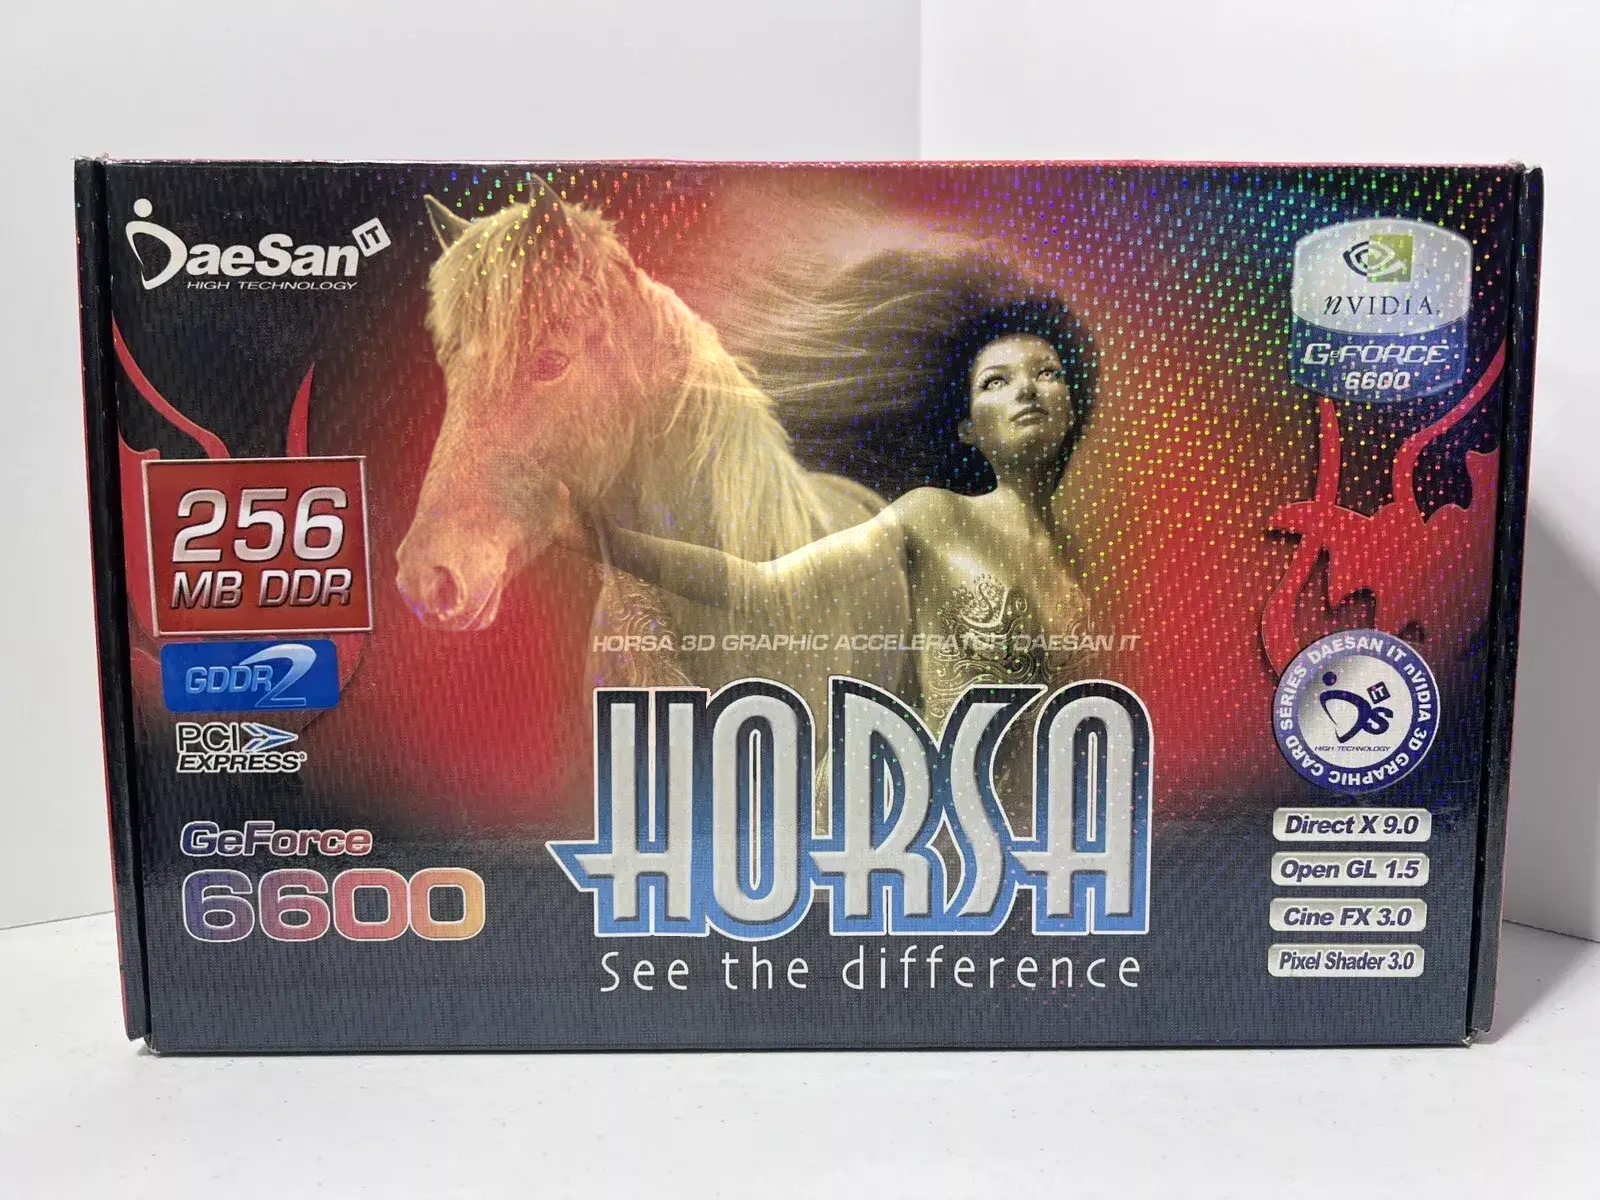 DaeSan IT
HIGH TECHNOLOGY
nVIDIA.
GeFORCE
6600
256
MB DDR
GDDR2
PCI
EXPRESS®
GeForce
6600
HORSA 3D GRAPHIC ACCELERATOR DAESAN IT
HORSA
See the difference
DAESAN IT nVIDIA 3D GRAPHIC CARD SERIES
DS IT
HIGH TECHNOLOGY
Direct X 9.0
Open GL 1.5
Cine FX 3.0
Pixel Shader 3.0